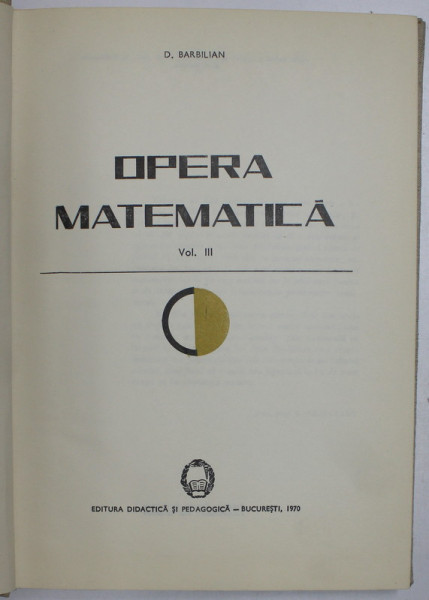 D. BARBILIAN
OPERA
MATEMATICĂ
Vol. III
EDITURA DIDACTICĂ ȘI PEDAGOGICĂ — BUCUREȘTI, 1970